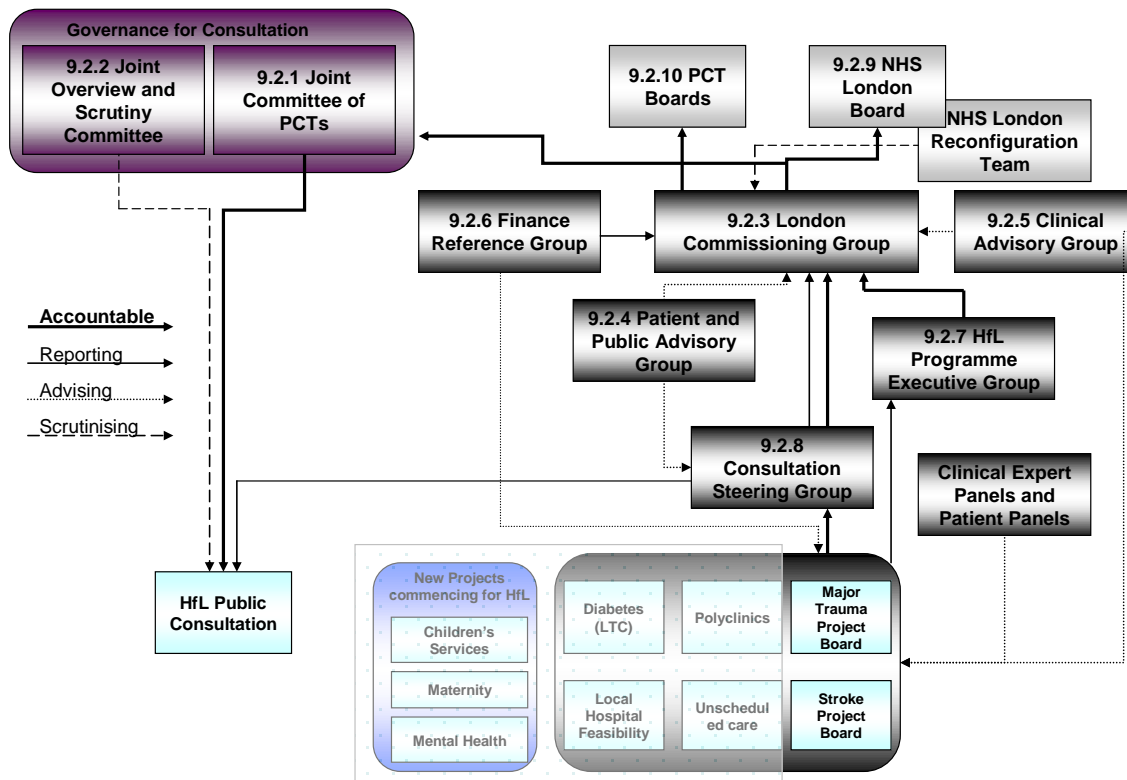 Governance for Consultation
9.2.2 Joint
Overview and
Scrutiny
Committee
9.2.1 Joint
Committee of
PCTs
9.2.10 PCT
Boards
9.2.9 NHS
London
Board
NHS London
Reconfiguration
Team
9.2.6 Finance
Reference Group
9.2.3 London
Commissioning Group
9.2.5 Clinical
Advisory Group
Accountable
Reporting
Advising
Scrutinising
9.2.4 Patient and
Public Advisory
Group
9.2.7 HfL
Programme
Executive Group
9.2.8
Consultation
Steering Group
Clinical Expert
Panels and
Patient Panels
HfL Public
Consultation
New Projects
commencing for HfL
Children's
Services
Maternity
Mental Health
Diabetes
(LTC)
Polyclinics
Major
Trauma
Project
Board
Local
Hospital
Feasibility
Unschedul
ed care
Stroke
Project
Board